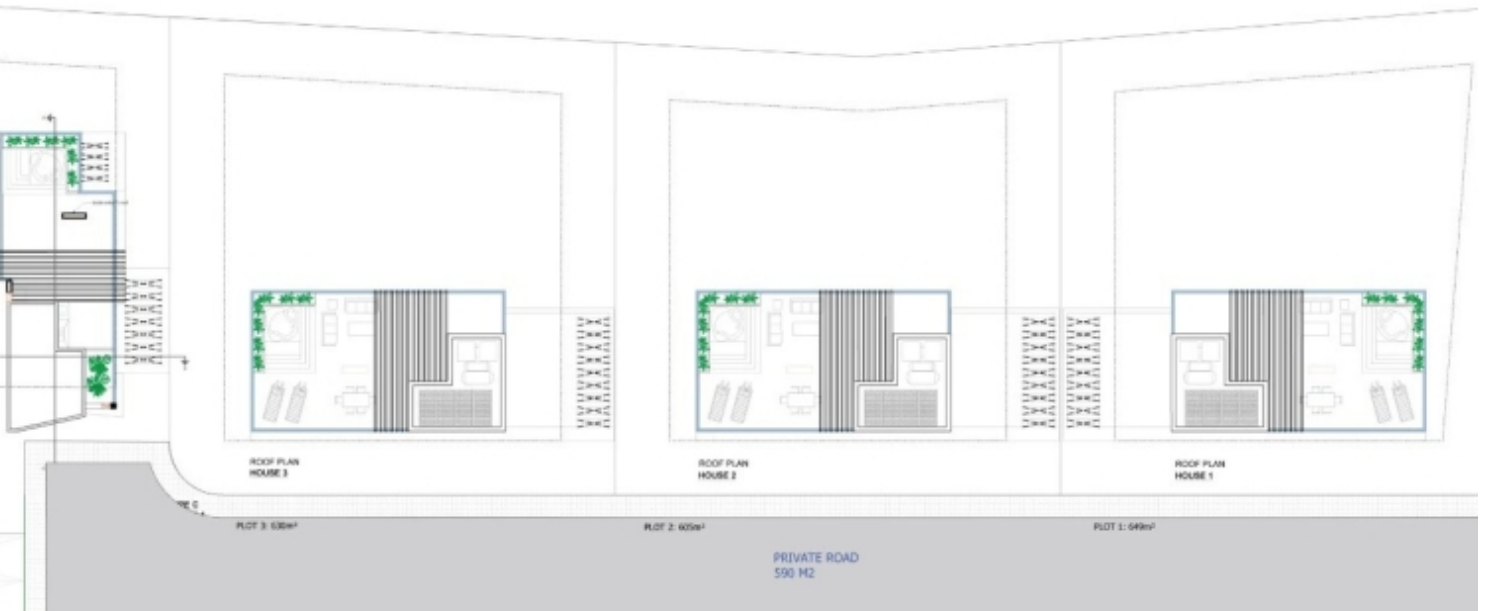 ROOF PLAN
HOUSE 3
ROOF PLAN
HOUSE 2
ROOF PLAN
HOUSE 1
PLOT 3: 630m²
PLOT 2: 605m²
PLOT 1: 649m²
PRIVATE ROAD
590 M2